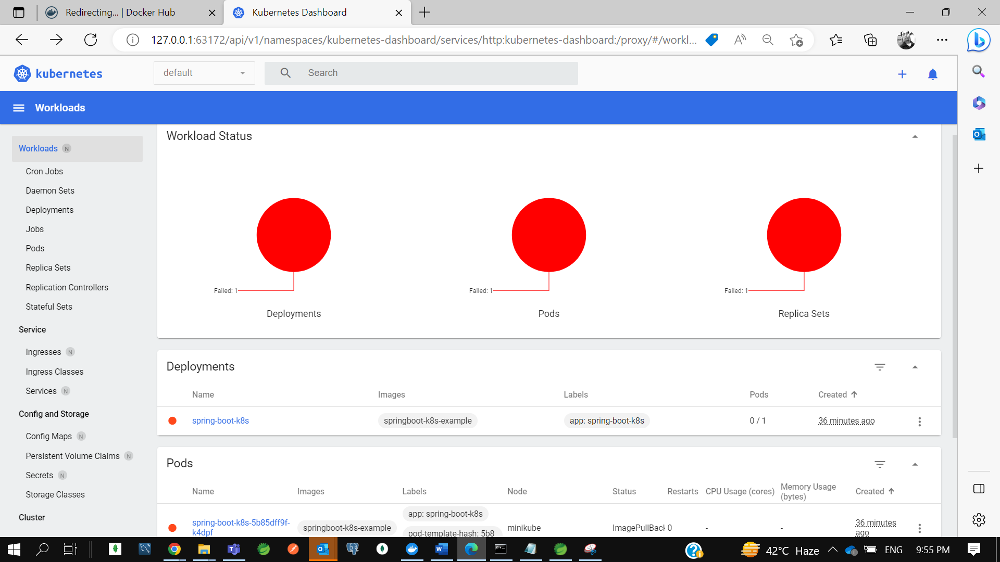 Redirecting... | Docker Hub
Kubernetes Dashboard
127.0.0.1:63172/api/v1/namespaces/kubernetes-dashboard/services/http:kubernetes-dashboard:/proxy/#/workl...
kubernetes
default
Search
Workloads
Workloads N
Cron Jobs
Daemon Sets
Deployments
Jobs
Pods
Replica Sets
Replication Controllers
Stateful Sets
Service
Ingresses N
Ingress Classes
Services N
Config and Storage
Config Maps N
Persistent Volume Claims N
Secrets N
Storage Classes
Cluster
Workload Status
Failed: 1
Deployments
Failed: 1
Pods
Failed: 1
Replica Sets
Deployments
Name Images Labels Pods Created
spring-boot-k8s springboot-k8s-example app: spring-boot-k8s 0 / 1 36 minutes ago
Pods
Name Images Labels Node Status Restarts CPU Usage (cores) Memory Usage (bytes) Created
spring-boot-k8s-5b85dff9f-
k4dpf
springboot-k8s-example
app: spring-boot-k8s
pod-template-hash: 5b8
minikube
ImagePullBack
0
-
-
36 minutes
ago
42°C Haze
ENG
9:55 PM